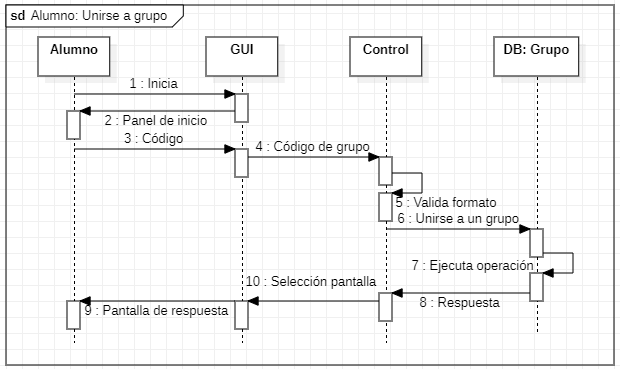 sd Alumno: Unirse a grupo
Alumno
GUI
Control
DB: Grupo
1 : Inicia
2 : Panel de inicio
3 : Código
4 : Código de grupo
5 : Valida formato
6 : Unirse a un grupo
7 : Ejecuta operación
10 : Selección pantalla
8 : Respuesta
9 : Pantalla de respuesta